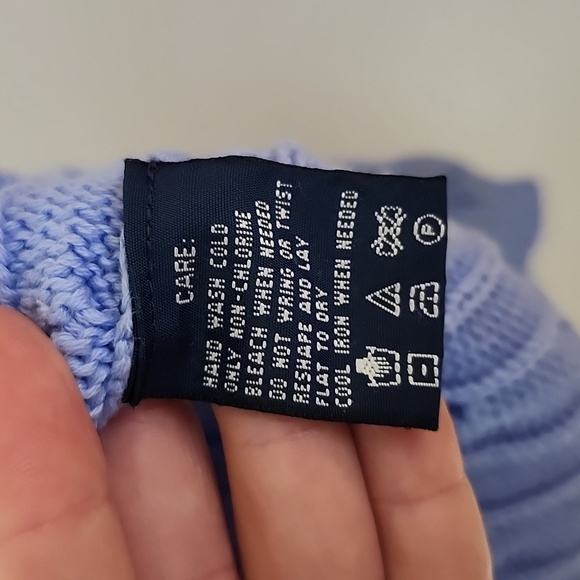 CARE:
HAND WASH COLD
ONLY NON-CHLORINE
BLEACH WHEN NEEDED
DO NOT WRING OR TWIST
RESHAPE AND LAY
FLAT TO DRY
COOL IRON WHEN NEEDED
P